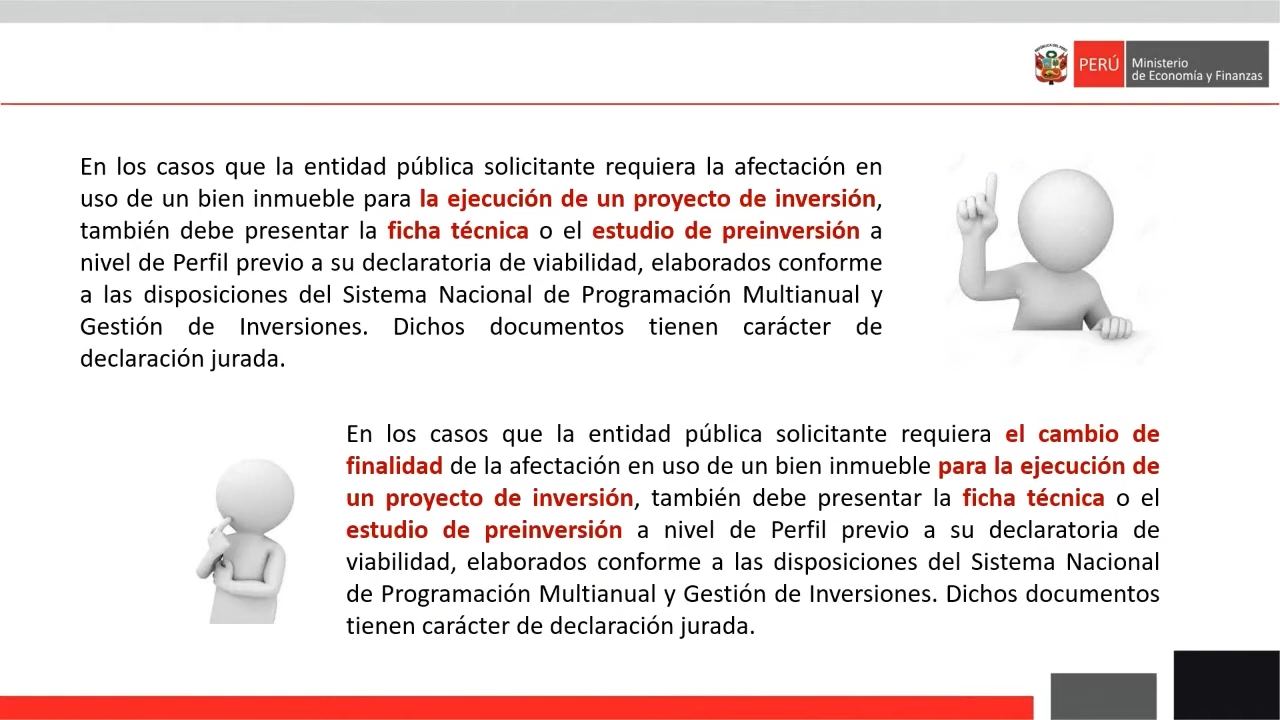 PERÚ
Ministerio
de Economía y Finanzas
En los casos que la entidad pública solicitante requiera la afectación en
uso de un bien inmueble para la ejecución de un proyecto de inversión,
también debe presentar la ficha técnica o el estudio de preinversión a
nivel de Perfil previo a su declaratoria de viabilidad, elaborados conforme
a las disposiciones del Sistema Nacional de Programación Multianual y
Gestión de Inversiones. Dichos documentos tienen carácter de
declaración jurada.
En los casos que la entidad pública solicitante requiera el cambio de
finalidad de la afectación en uso de un bien inmueble para la ejecución de
un proyecto de inversión, también debe presentar la ficha técnica o el
estudio de preinversión a nivel de Perfil previo a su declaratoria de
viabilidad, elaborados conforme a las disposiciones del Sistema Nacional
de Programación Multianual y Gestión de Inversiones. Dichos documentos
tienen carácter de declaración jurada.